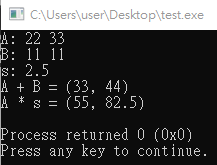 C:\Users\user\Desktop\test.exe
A: 22 33
B: 11 11
s: 2.5
A + B = (33, 44)
A * s = (55, 82.5)
Process returned 0 (0x0)
Press any key to continue.